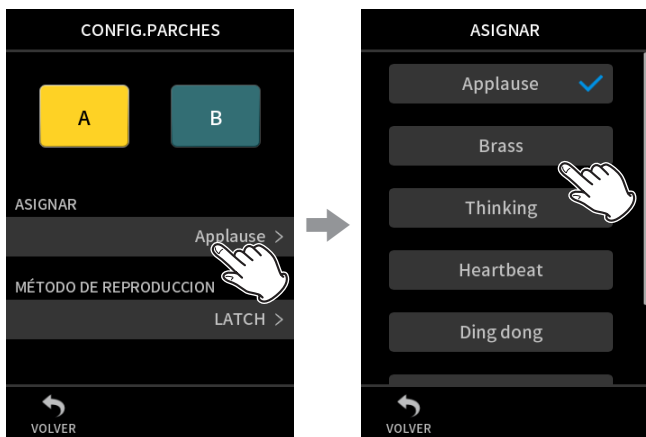 CONFIG.PARCHES
A
B
ASIGNAR
Applause >
MÉTODO DE REPRODUCCION
LATCH >
VOLVER
ASIGNAR
Applause
Brass
Thinking
Heartbeat
Ding dong
VOLVER